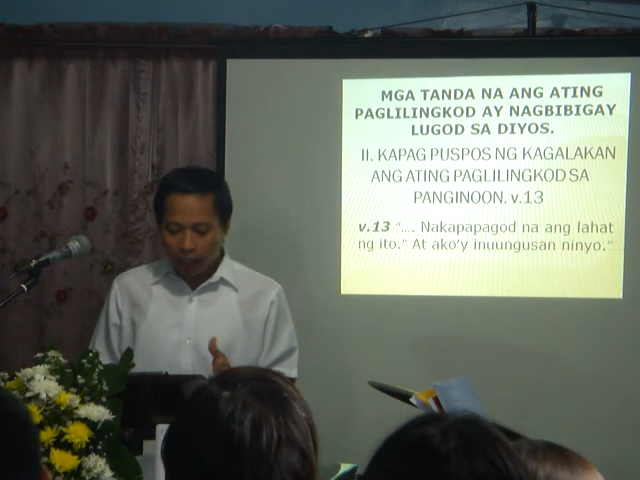 MGA TANDA NA ANG ATING
PAGLILINGKOD AY NAGBIBIGAY
LUGOD SA DIYOS.
II. KAPAG PUSPOS NG KAGALAKAN
ANG ATING PAGLILINGKOD SA
PANGINOON. v.13
v.13 “.... Nakapapagod na ang lahat
ng ito.” At ako’y inuungusan ninyo.”